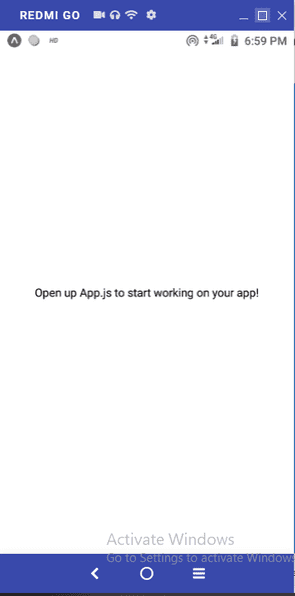 REDMI GO
HD
4G
6:59 PM
Open up App.js to start working on your app!
Activate Windows
Go to Settings to activate Windows